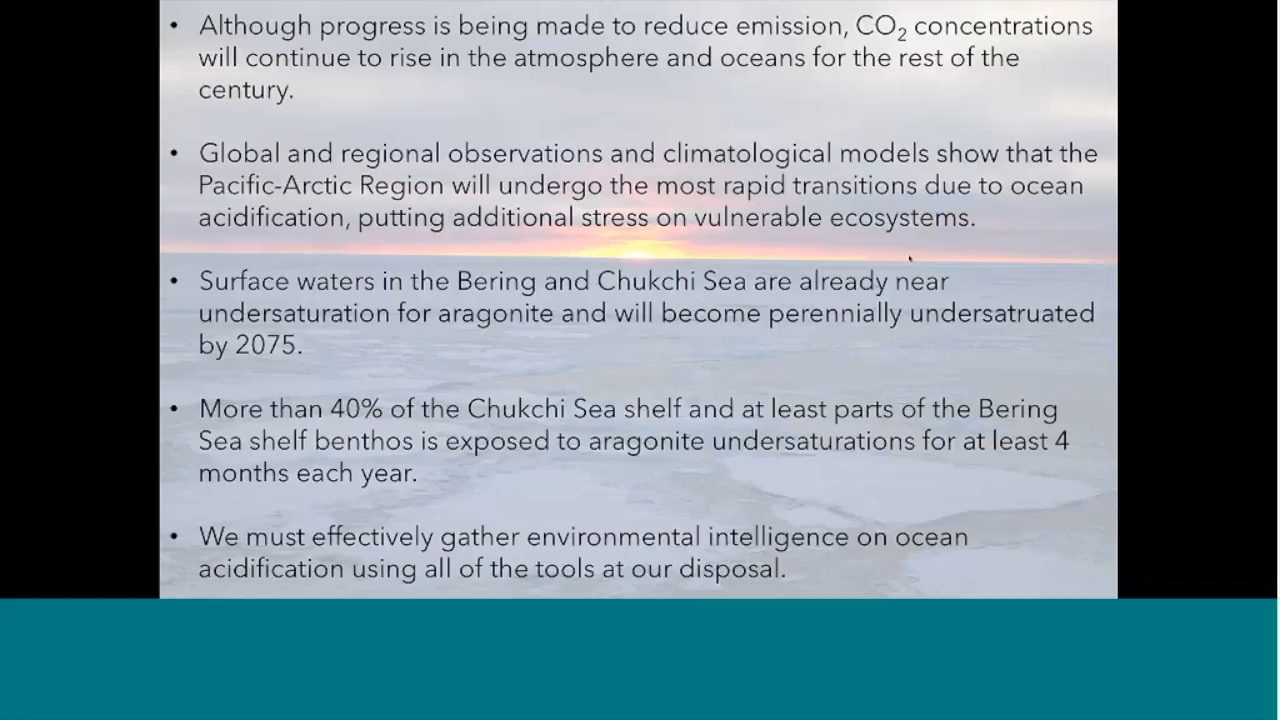 • Although progress is being made to reduce emission, CO₂ concentrations
will continue to rise in the atmosphere and oceans for the rest of the
century.
• Global and regional observations and climatological models show that the
Pacific-Arctic Region will undergo the most rapid transitions due to ocean
acidification, putting additional stress on vulnerable ecosystems.
• Surface waters in the Bering and Chukchi Sea are already near
undersaturation for aragonite and will become perennially undersatruated
by 2075.
• More than 40% of the Chukchi Sea shelf and at least parts of the Bering
Sea shelf benthos is exposed to aragonite undersaturations for at least 4
months each year.
• We must effectively gather environmental intelligence on ocean
acidification using all of the tools at our disposal.